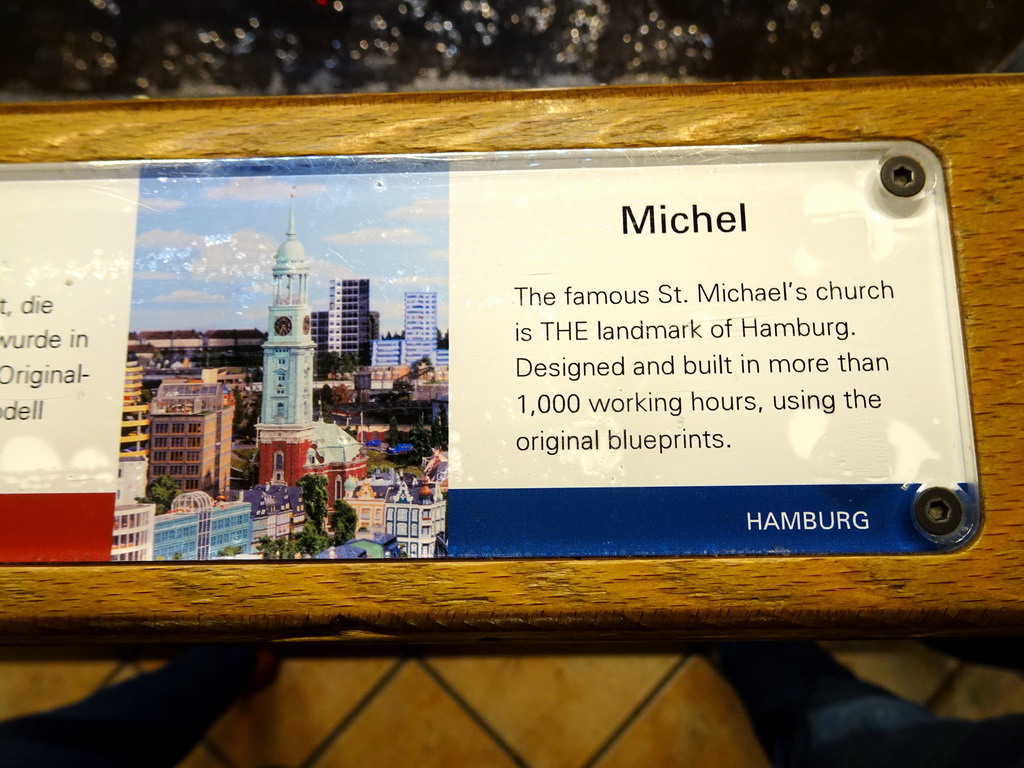 t, die
wurde in
Original-
odell
Michel
The famous St. Michael's church
is THE landmark of Hamburg.
Designed and built in more than
1,000 working hours, using the
original blueprints.
HAMBURG